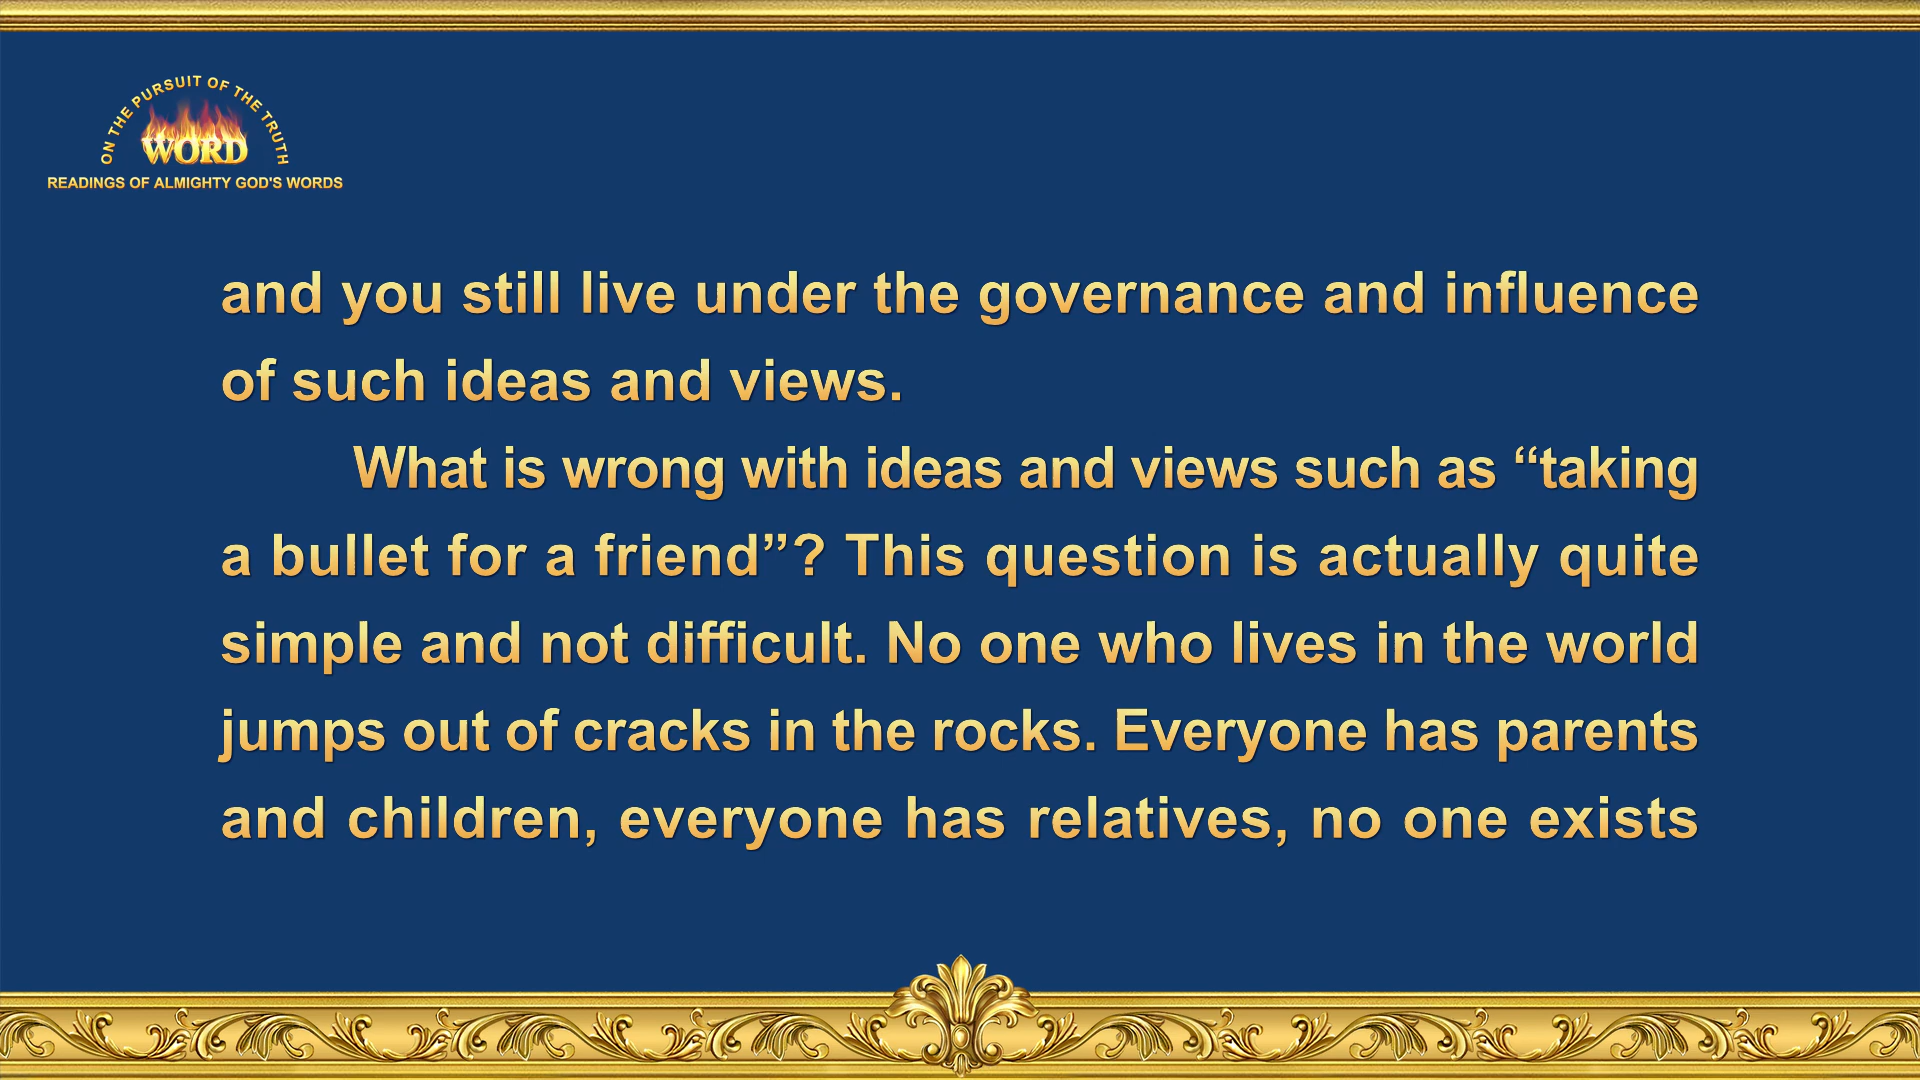 ON THE PURSUIT OF THE TRUTH
WORD
READINGS OF ALMIGHTY GOD'S WORDS
and you still live under the governance and influence
of such ideas and views.
What is wrong with ideas and views such as “taking
a bullet for a friend”? This question is actually quite
simple and not difficult. No one who lives in the world
jumps out of cracks in the rocks. Everyone has parents
and children, everyone has relatives, no one exists